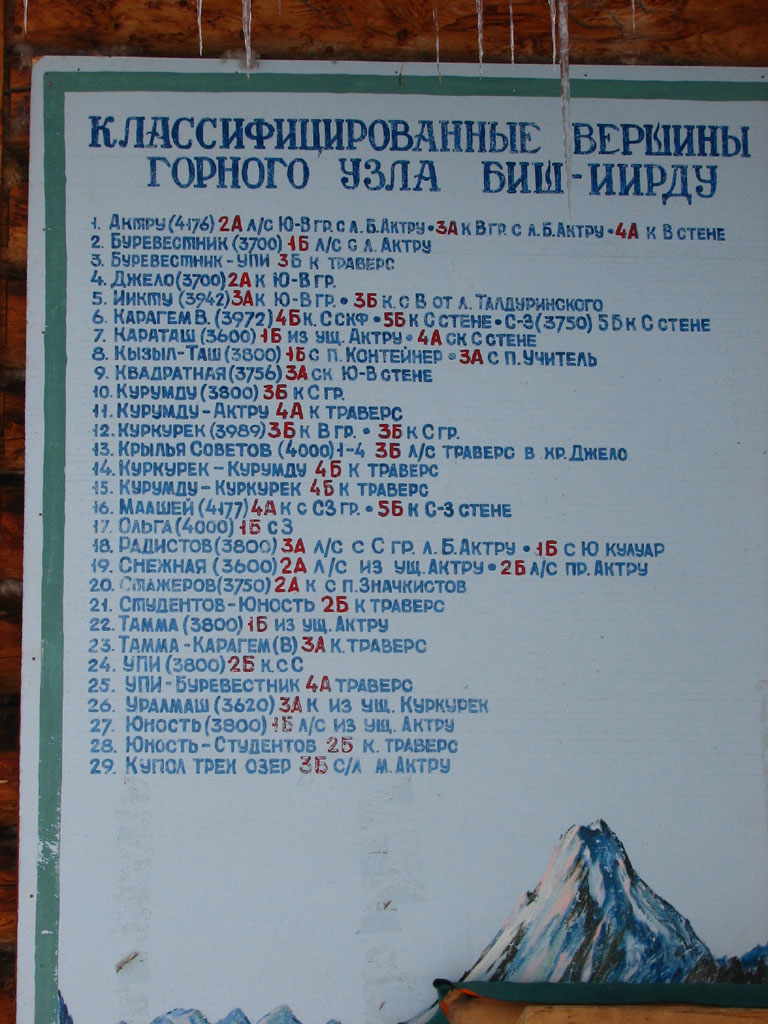 КЛАССИФИЦИРОВАННЫЕ ВЕРШИНЫ
ГОРНОГО УЗЛА БИШ-ИИРДУ
1. АКТРУ (4176) 2А Л/С Ю-В ГР. С Л. Б. АКТРУ • 3А К В ГР. С Л. Б. АКТРУ • 4А К В СТЕНЕ
2. БУРЕВЕСТНИК (3700) 1Б Л/С С Л. АКТРУ
3. БУРЕВЕСТНИК-УПИ 3Б К ТРАВЕРС
4. ДЖЕЛО (3700) 2А К Ю-В ГР.
5. ИИКТУ (3942) 3А К Ю-В ГР. • 3Б К. С В ОТ Л. ТАЛДУРИНСКОГО
6. КАРАГЕМ В. (3972) 4Б К. С СКФ • 5Б К С СТЕНЕ • С-З (3750) 5Б К С СТЕНЕ
7. КАРАТАШ (3600) 1Б ИЗ УЩ. АКТРУ • 4А СК С СТЕНЕ
8. КЫЗЫЛ-ТАШ (3800) 1Б С П. КОНТЕЙНЕР • 3А С П. УЧИТЕЛЬ
9. КВАДРАТНАЯ (3756) 3А СК Ю-В СТЕНЕ
10. КУРУМДУ (3800) 3Б К С ГР.
11. КУРУМДУ-АКТРУ 4А К ТРАВЕРС
12. КУРКУРЕК (3989) 3Б К В ГР. • 3Б К С ГР.
13. КРЫЛЬЯ СОВЕТОВ (4000) 1-4 3Б Л/С ТРАВЕРС В ХР. ДЖЕЛО
14. КУРКУРЕК-КУРУМДУ 4Б К ТРАВЕРС
15. КУРУМДУ-КУРКУРЕК 4Б К ТРАВЕРС
16. МААШЕЙ (4177) 4А К С СЗ ГР. • 5Б К С-З СТЕНЕ
17. ОЛЬГА (4000) 1Б С З
18. РАДИСТОВ (3800) 3А Л/С С С ГР. Л. Б. АКТРУ • 1Б С Ю КУЛУАР
19. СНЕЖНАЯ (3600) 2А Л/С ИЗ УЩ. АКТРУ • 2Б Л/С ПР. АКТРУ
20. СТАЖЕРОВ (3750) 2А К С П. ЗНАЧКИСТОВ
21. СТУДЕНТОВ-ЮНОСТЬ 2Б К ТРАВЕРС
22. ТАММА (3800) 1Б ИЗ УЩ. АКТРУ
23. ТАММА-КАРАГЕМ (В) 3А К. ТРАВЕРС
24. УПИ (3800) 2Б К. С С
25. УПИ-БУРЕВЕСТНИК 4А ТРАВЕРС
26. УРАЛМАШ (3620) 3А К ИЗ УЩ. КУРКУРЕК
27. ЮНОСТЬ (3800) 1Б Л/С ИЗ УЩ. АКТРУ
28. ЮНОСТЬ-СТУДЕНТОВ 2Б К. ТРАВЕРС
29. КУПОЛ ТРЕХ ОЗЕР 3Б С/Л М. АКТРУ